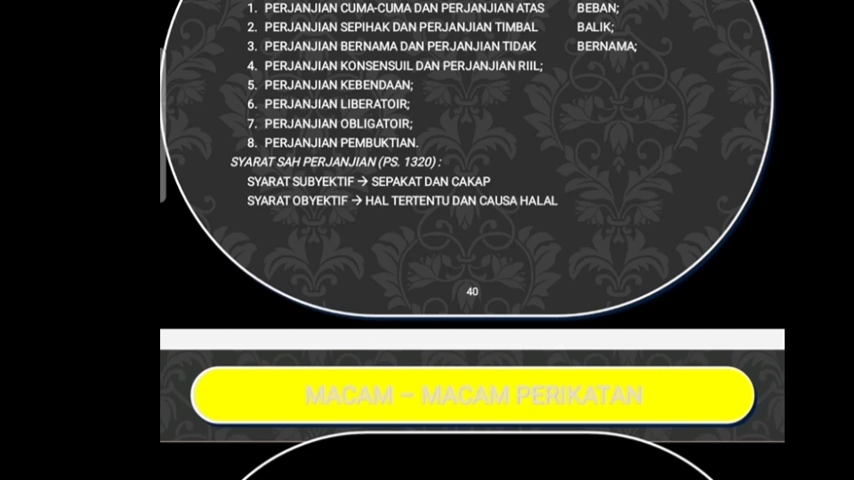 1. PERJANJIAN CUMA-CUMA DAN PERJANJIAN ATAS BEBAN;
2. PERJANJIAN SEPIHAK DAN PERJANJIAN TIMBAL BALIK;
3. PERJANJIAN BERNAMA DAN PERJANJIAN TIDAK BERNAMA;
4. PERJANJIAN KONSENSUIL DAN PERJANJIAN RIIL;
5. PERJANJIAN KEBENDAAN;
6. PERJANJIAN LIBERATOIR;
7. PERJANJIAN OBLIGATOIR;
8. PERJANJIAN PEMBUKTIAN.
SYARAT SAH PERJANJIAN (PS. 1320) :
SYARAT SUBYEKTIF → SEPAKAT DAN CAKAP
SYARAT OBYEKTIF → HAL TERTENTU DAN CAUSA HALAL
40
MACAM – MACAM PERIKATAN